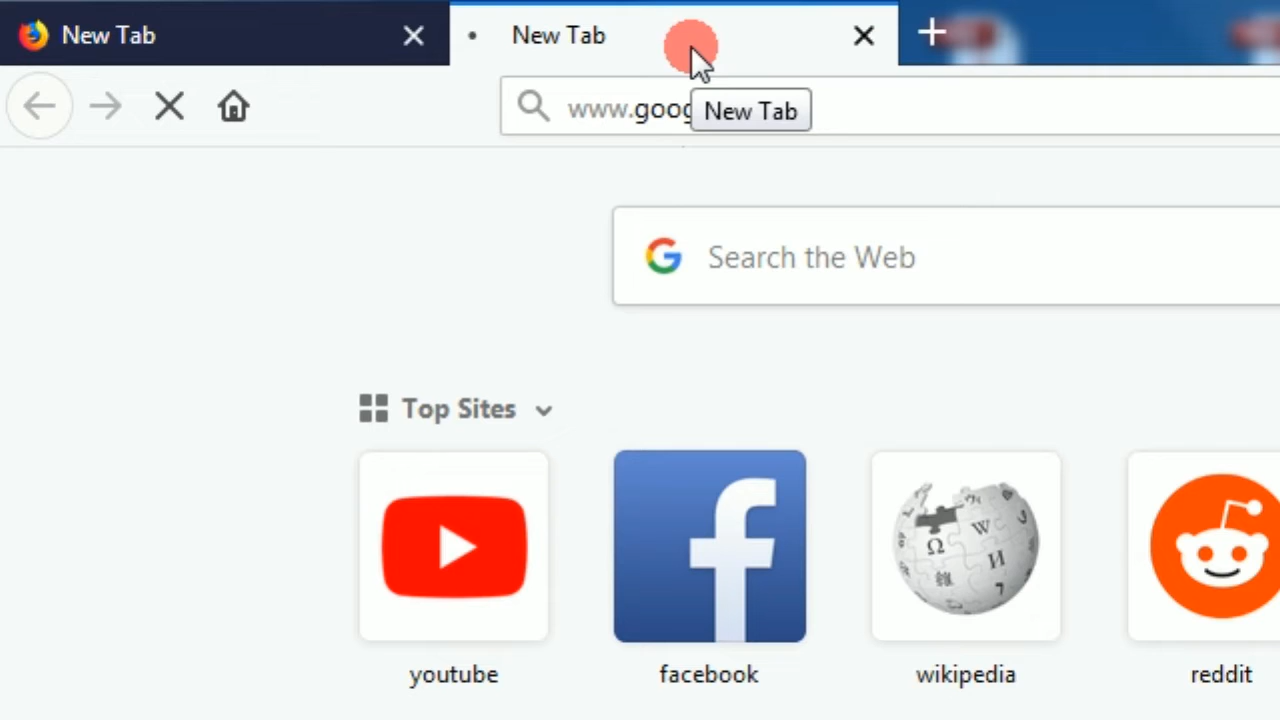 New Tab
New Tab
www.goog
New Tab
Search the Web
Top Sites
youtube
facebook
wikipedia
reddit